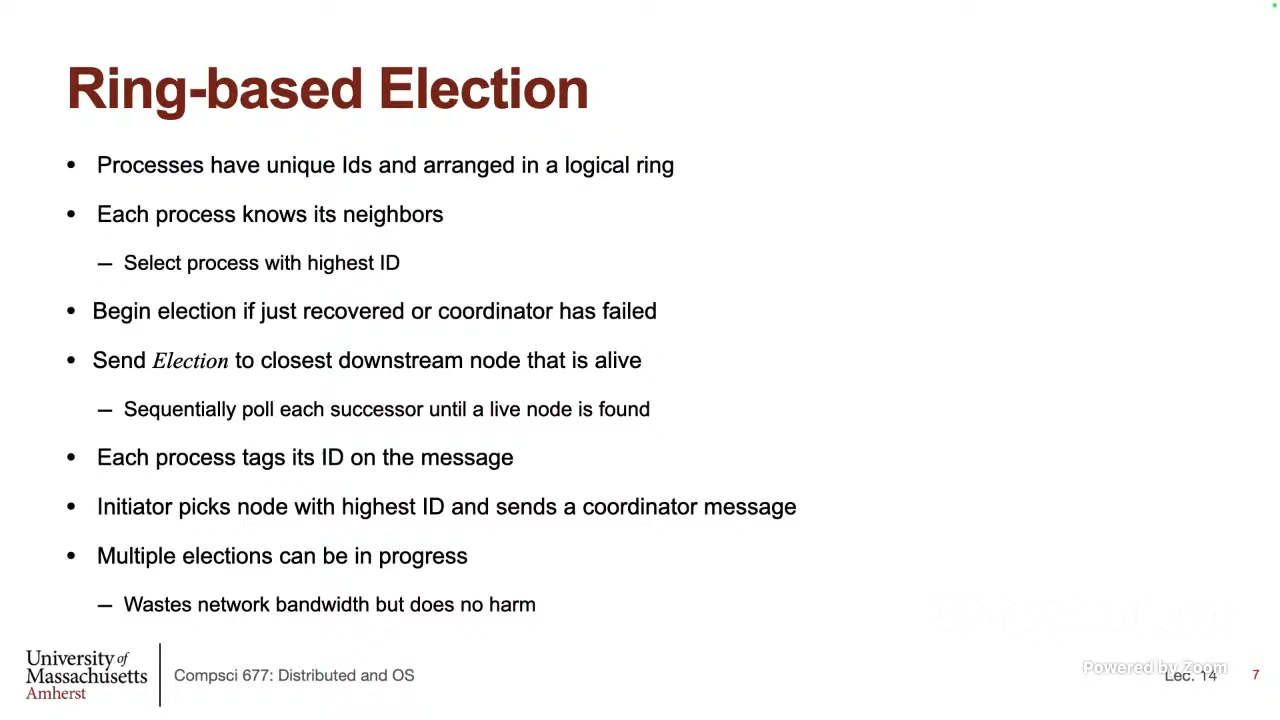 Ring-based Election
• Processes have unique Ids and arranged in a logical ring
• Each process knows its neighbors
– Select process with highest ID
• Begin election if just recovered or coordinator has failed
• Send Election to closest downstream node that is alive
– Sequentially poll each successor until a live node is found
• Each process tags its ID on the message
• Initiator picks node with highest ID and sends a coordinator message
• Multiple elections can be in progress
– Wastes network bandwidth but does no harm
University of
Massachusetts
Amherst
Compsci 677: Distributed and OS
Powered by Zoom
Lec. 14
7